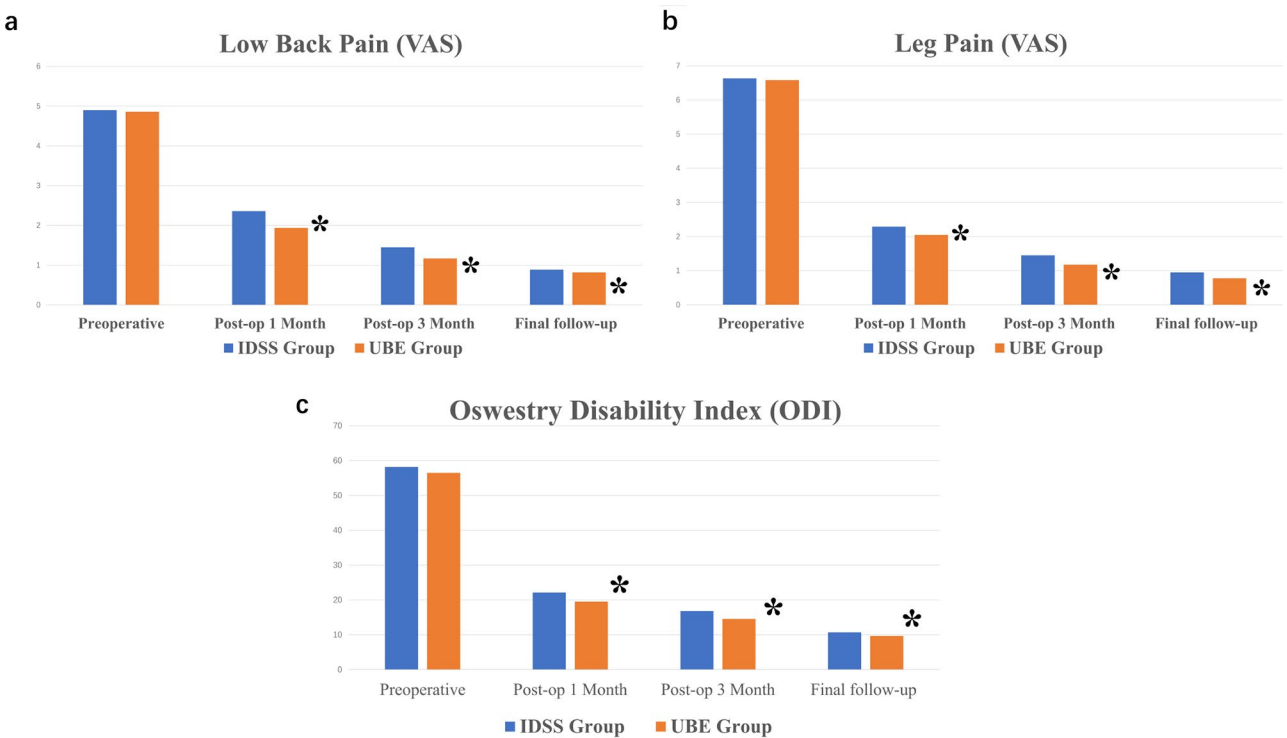 a
Low Back Pain (VAS)
6
5
4
3
2
1
0
*
*
*
Preoperative Post-op 1 Month Post-op 3 Month Final follow-up
IDSS Group UBE Group
b
Leg Pain (VAS)
7
6
5
4
3
2
1
0
*
*
*
Preoperative Post-op 1 Month Post-op 3 Month Final follow-up
IDSS Group UBE Group
c
Oswestry Disability Index (ODI)
70
60
50
40
30
20
10
0
*
*
*
Preoperative Post-op 1 Month Post-op 3 Month Final follow-up
IDSS Group UBE Group